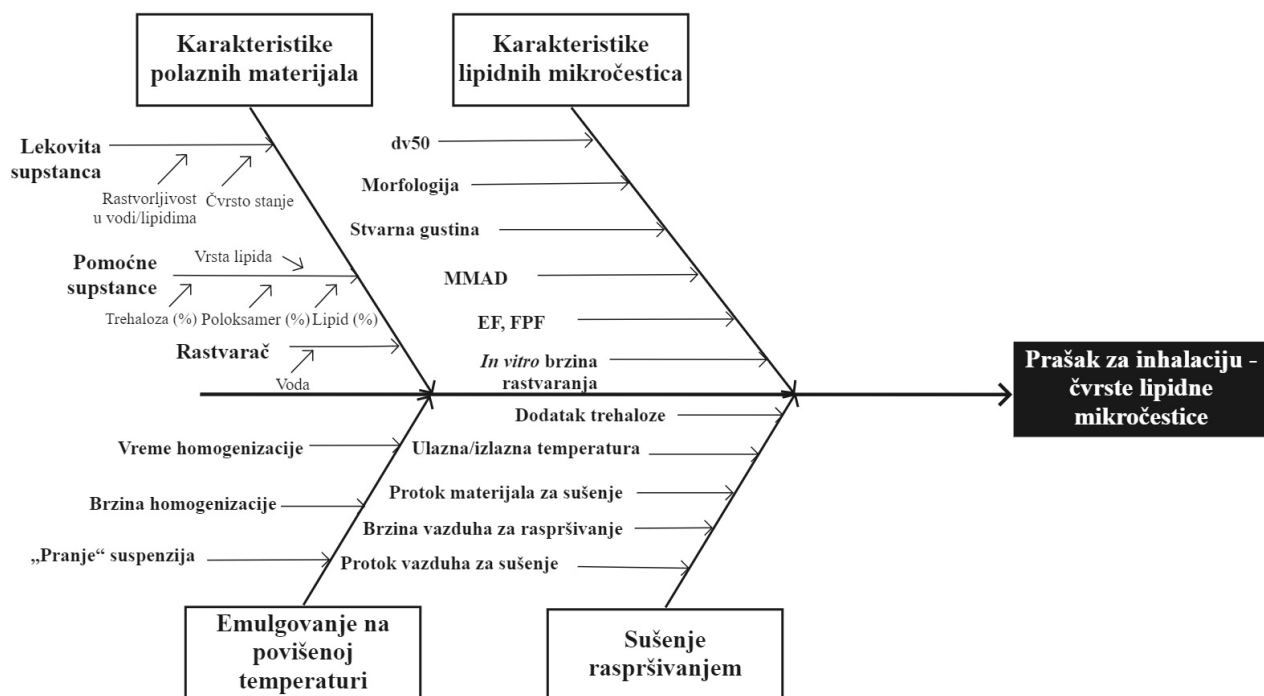 Karakteristike
polaznih materijala
Karakteristike
lipidnih mikročestica
Lekovita
supstanca
Rastvorljivost
u vodi/lipidima
Čvrsto stanje
Pomoćne
supstance
Vrsta lipida
Trehaloza (%)
Poloksamer (%)
Lipid (%)
Rastvarač
Voda
dv50
Morfologija
Stvarna gustina
MMAD
EF, FPF
In vitro brzina
rastvaranja
Prašak za inhalaciju -
čvrste lipidne
mikročestice
Vreme homogenizacije
Brzina homogenizacije
„Pranje“ suspenzija
Dodatak trehaloze
Ulazna/izlazna temperatura
Protok materijala za sušenje
Brzina vazduha za raspršivanje
Protok vazduha za sušenje
Emulgovanje na
povišenoj
temperaturi
Sušenje
raspršivanjem